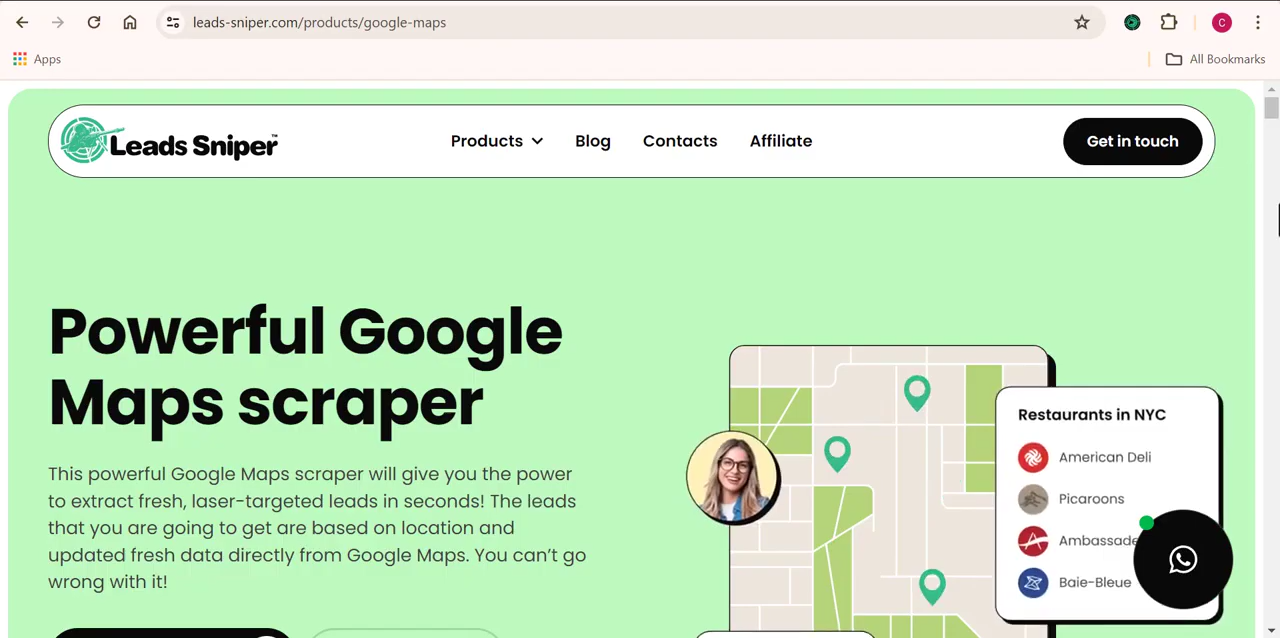 leads-sniper.com/products/google-maps
C
Apps
All Bookmarks
Leads Sniper™
Products
Blog
Contacts
Affiliate
Get in touch
Powerful Google
Maps scraper
This powerful Google Maps scraper will give you the power
to extract fresh, laser-targeted leads in seconds! The leads
that you are going to get are based on location and
updated fresh data directly from Google Maps. You can’t go
wrong with it!
Restaurants in NYC
American Deli
Picaroons
Ambassade
Baie-Bleue